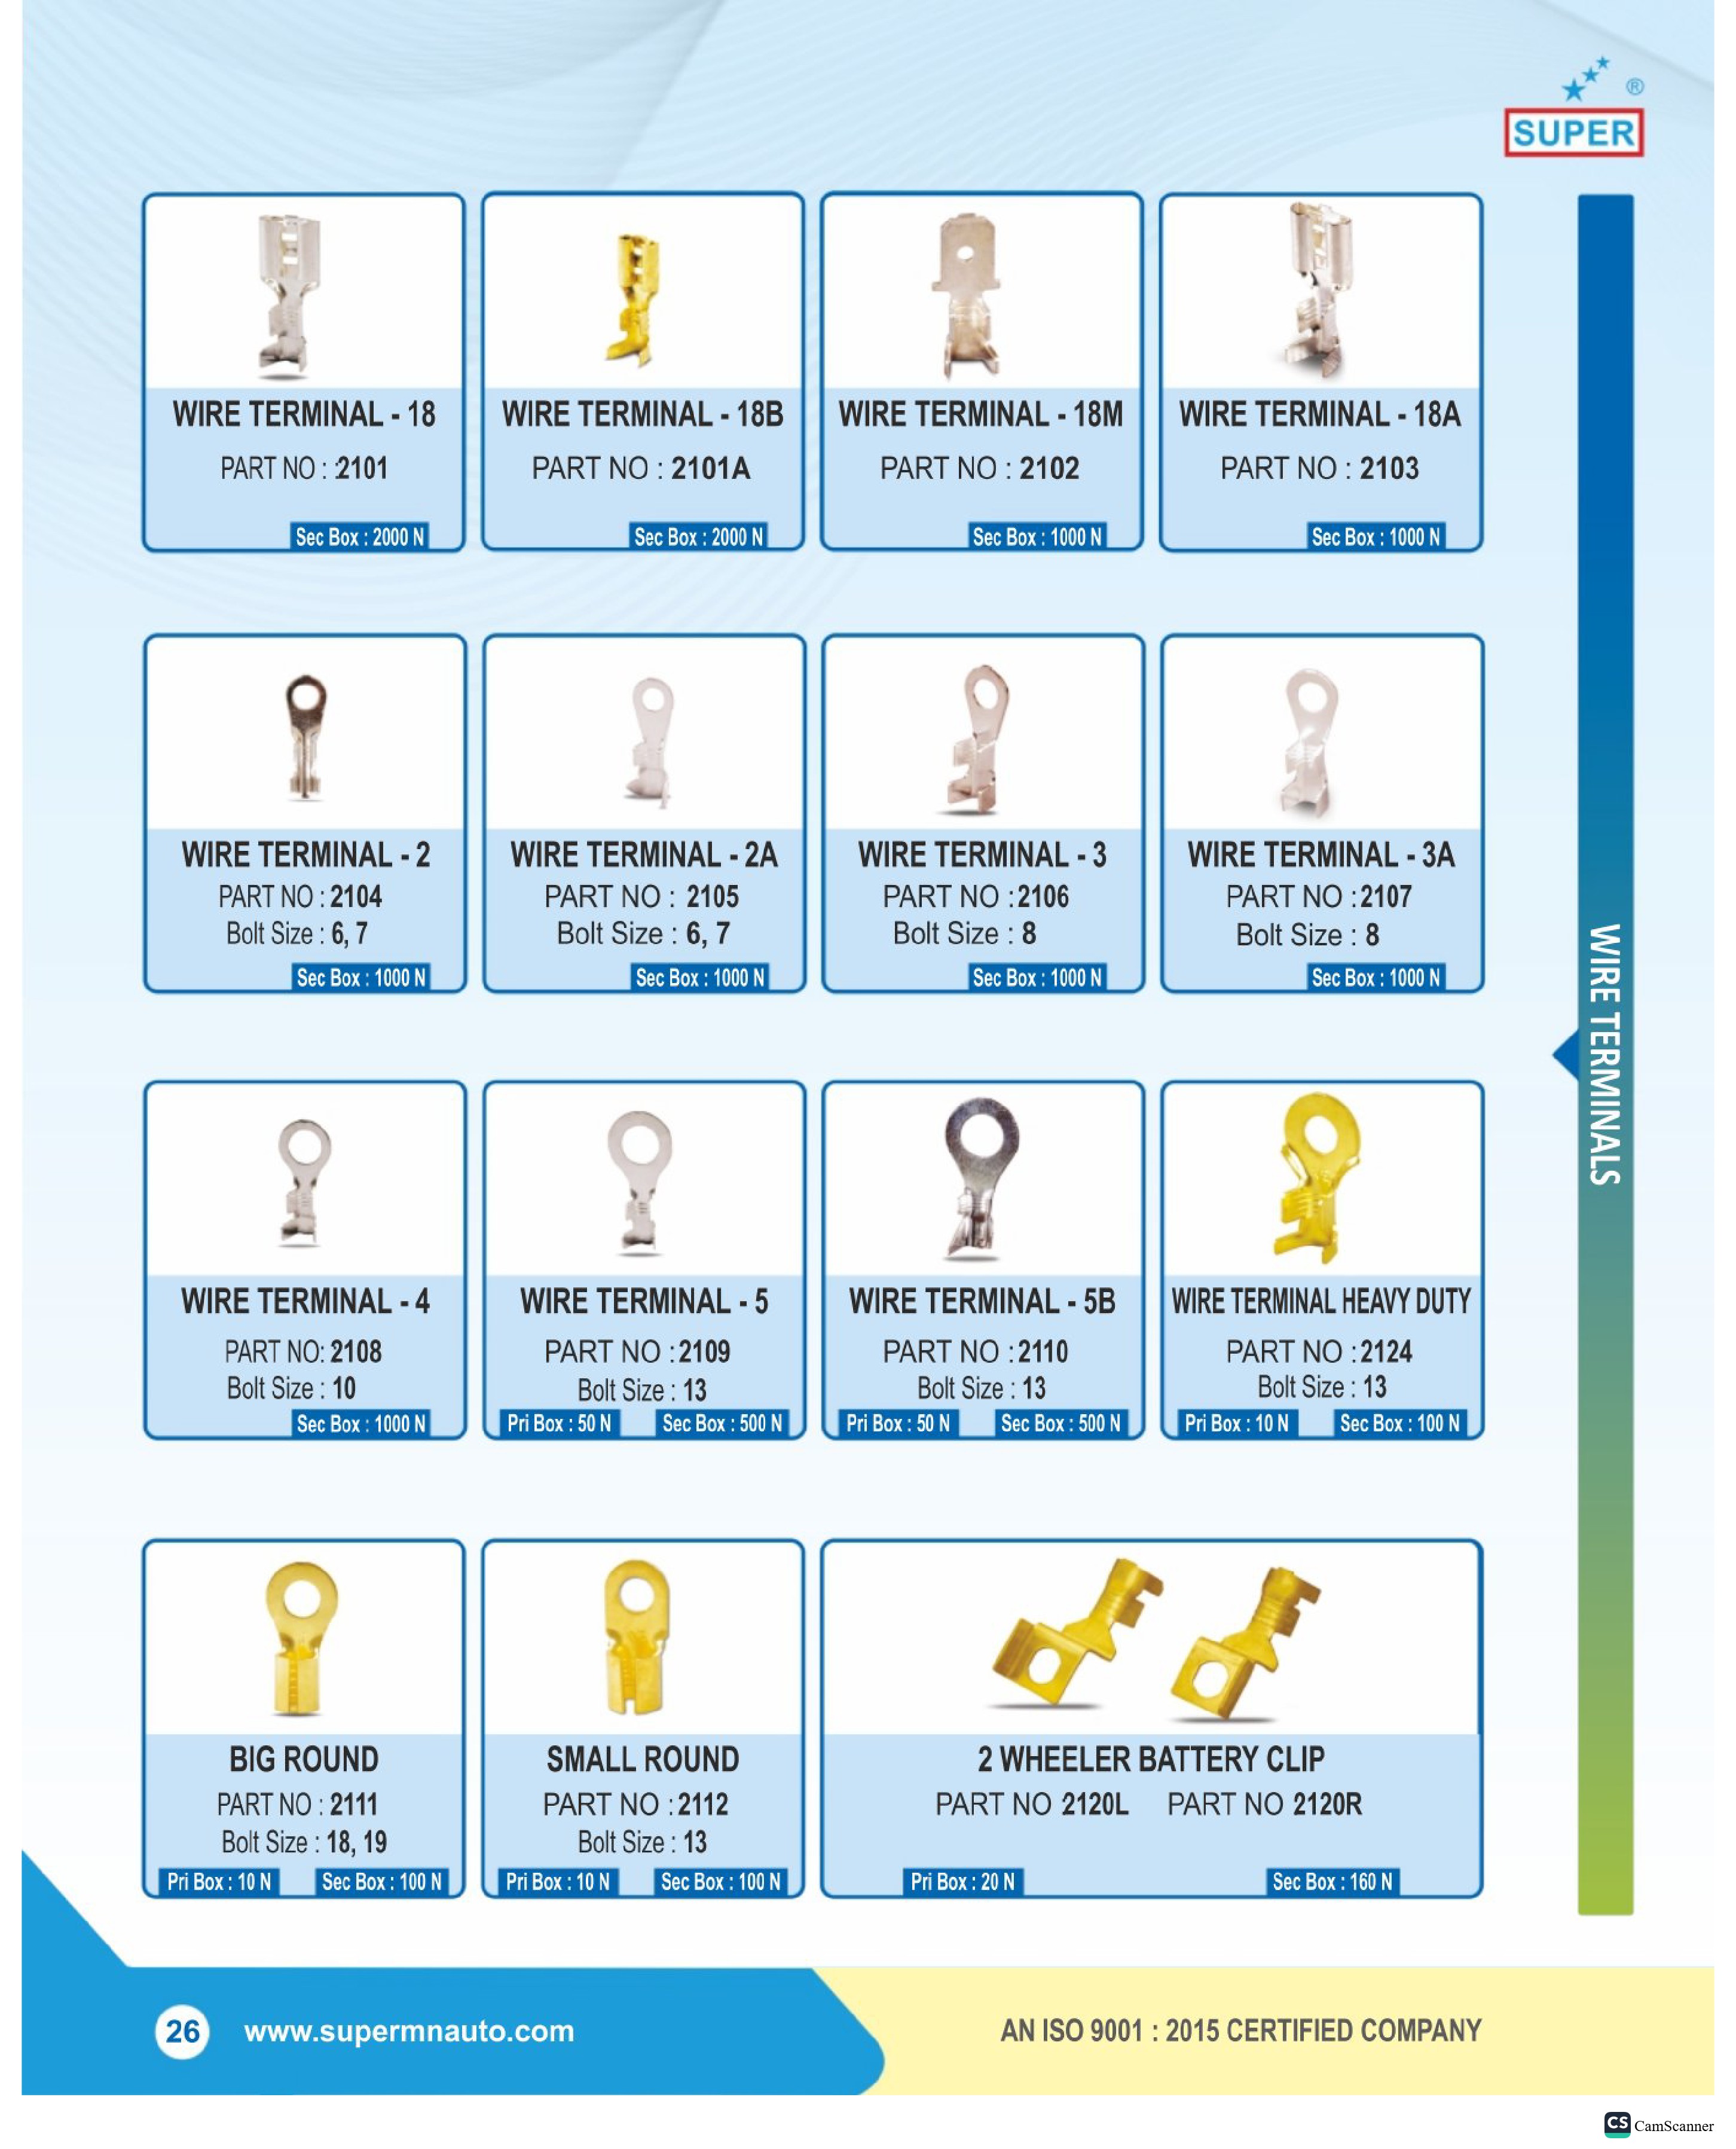 ®
SUPER
WIRE TERMINAL - 18
PART NO : 2101
Sec Box : 2000 N
WIRE TERMINAL - 18B
PART NO : 2101A
Sec Box : 2000 N
WIRE TERMINAL - 18M
PART NO : 2102
Sec Box : 1000 N
WIRE TERMINAL - 18A
PART NO : 2103
Sec Box : 1000 N
WIRE TERMINAL - 2
PART NO : 2104
Bolt Size : 6, 7
Sec Box : 1000 N
WIRE TERMINAL - 2A
PART NO : 2105
Bolt Size : 6, 7
Sec Box : 1000 N
WIRE TERMINAL - 3
PART NO :2106
Bolt Size : 8
Sec Box : 1000 N
WIRE TERMINAL - 3A
PART NO :2107
Bolt Size : 8
Sec Box : 1000 N
WIRE TERMINAL - 4
PART NO: 2108
Bolt Size : 10
Sec Box : 1000 N
WIRE TERMINAL - 5
PART NO :2109
Bolt Size : 13
Pri Box : 50 N Sec Box : 500 N
WIRE TERMINAL - 5B
PART NO :2110
Bolt Size : 13
Pri Box : 50 N Sec Box : 500 N
WIRE TERMINAL HEAVY DUTY
PART NO :2124
Bolt Size : 13
Pri Box : 10 N Sec Box : 100 N
BIG ROUND
PART NO : 2111
Bolt Size : 18, 19
Pri Box : 10 N Sec Box : 100 N
SMALL ROUND
PART NO :2112
Bolt Size : 13
Pri Box : 10 N Sec Box : 100 N
2 WHEELER BATTERY CLIP
PART NO 2120L PART NO 2120R
Pri Box : 20 N Sec Box : 160 N
WIRE TERMINALS
26 www.supermnauto.com
AN ISO 9001 : 2015 CERTIFIED COMPANY
CS CamScanner